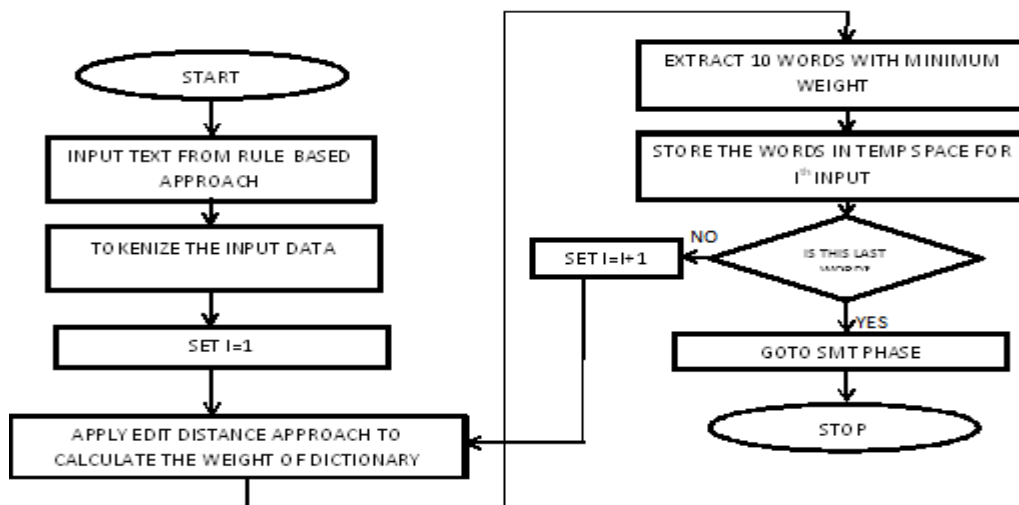 START
INPUT TEXT FROM RULE BASED
APPROACH
TOKENIZE THE INPUT DATA
SET I=1
APPLY EDIT DISTANCE APPROACH TO
CALCULATE THE WEIGHT OF DICTIONARY
EXTRACT 10 WORDS WITH MINIMUM
WEIGHT
STORE THE WORDS IN TEMP SPACE FOR
Iᵗʰ INPUT
IS THIS LAST
WORD?
NO
SET I=I+1
YES
GOTO SMT PHASE
STOP